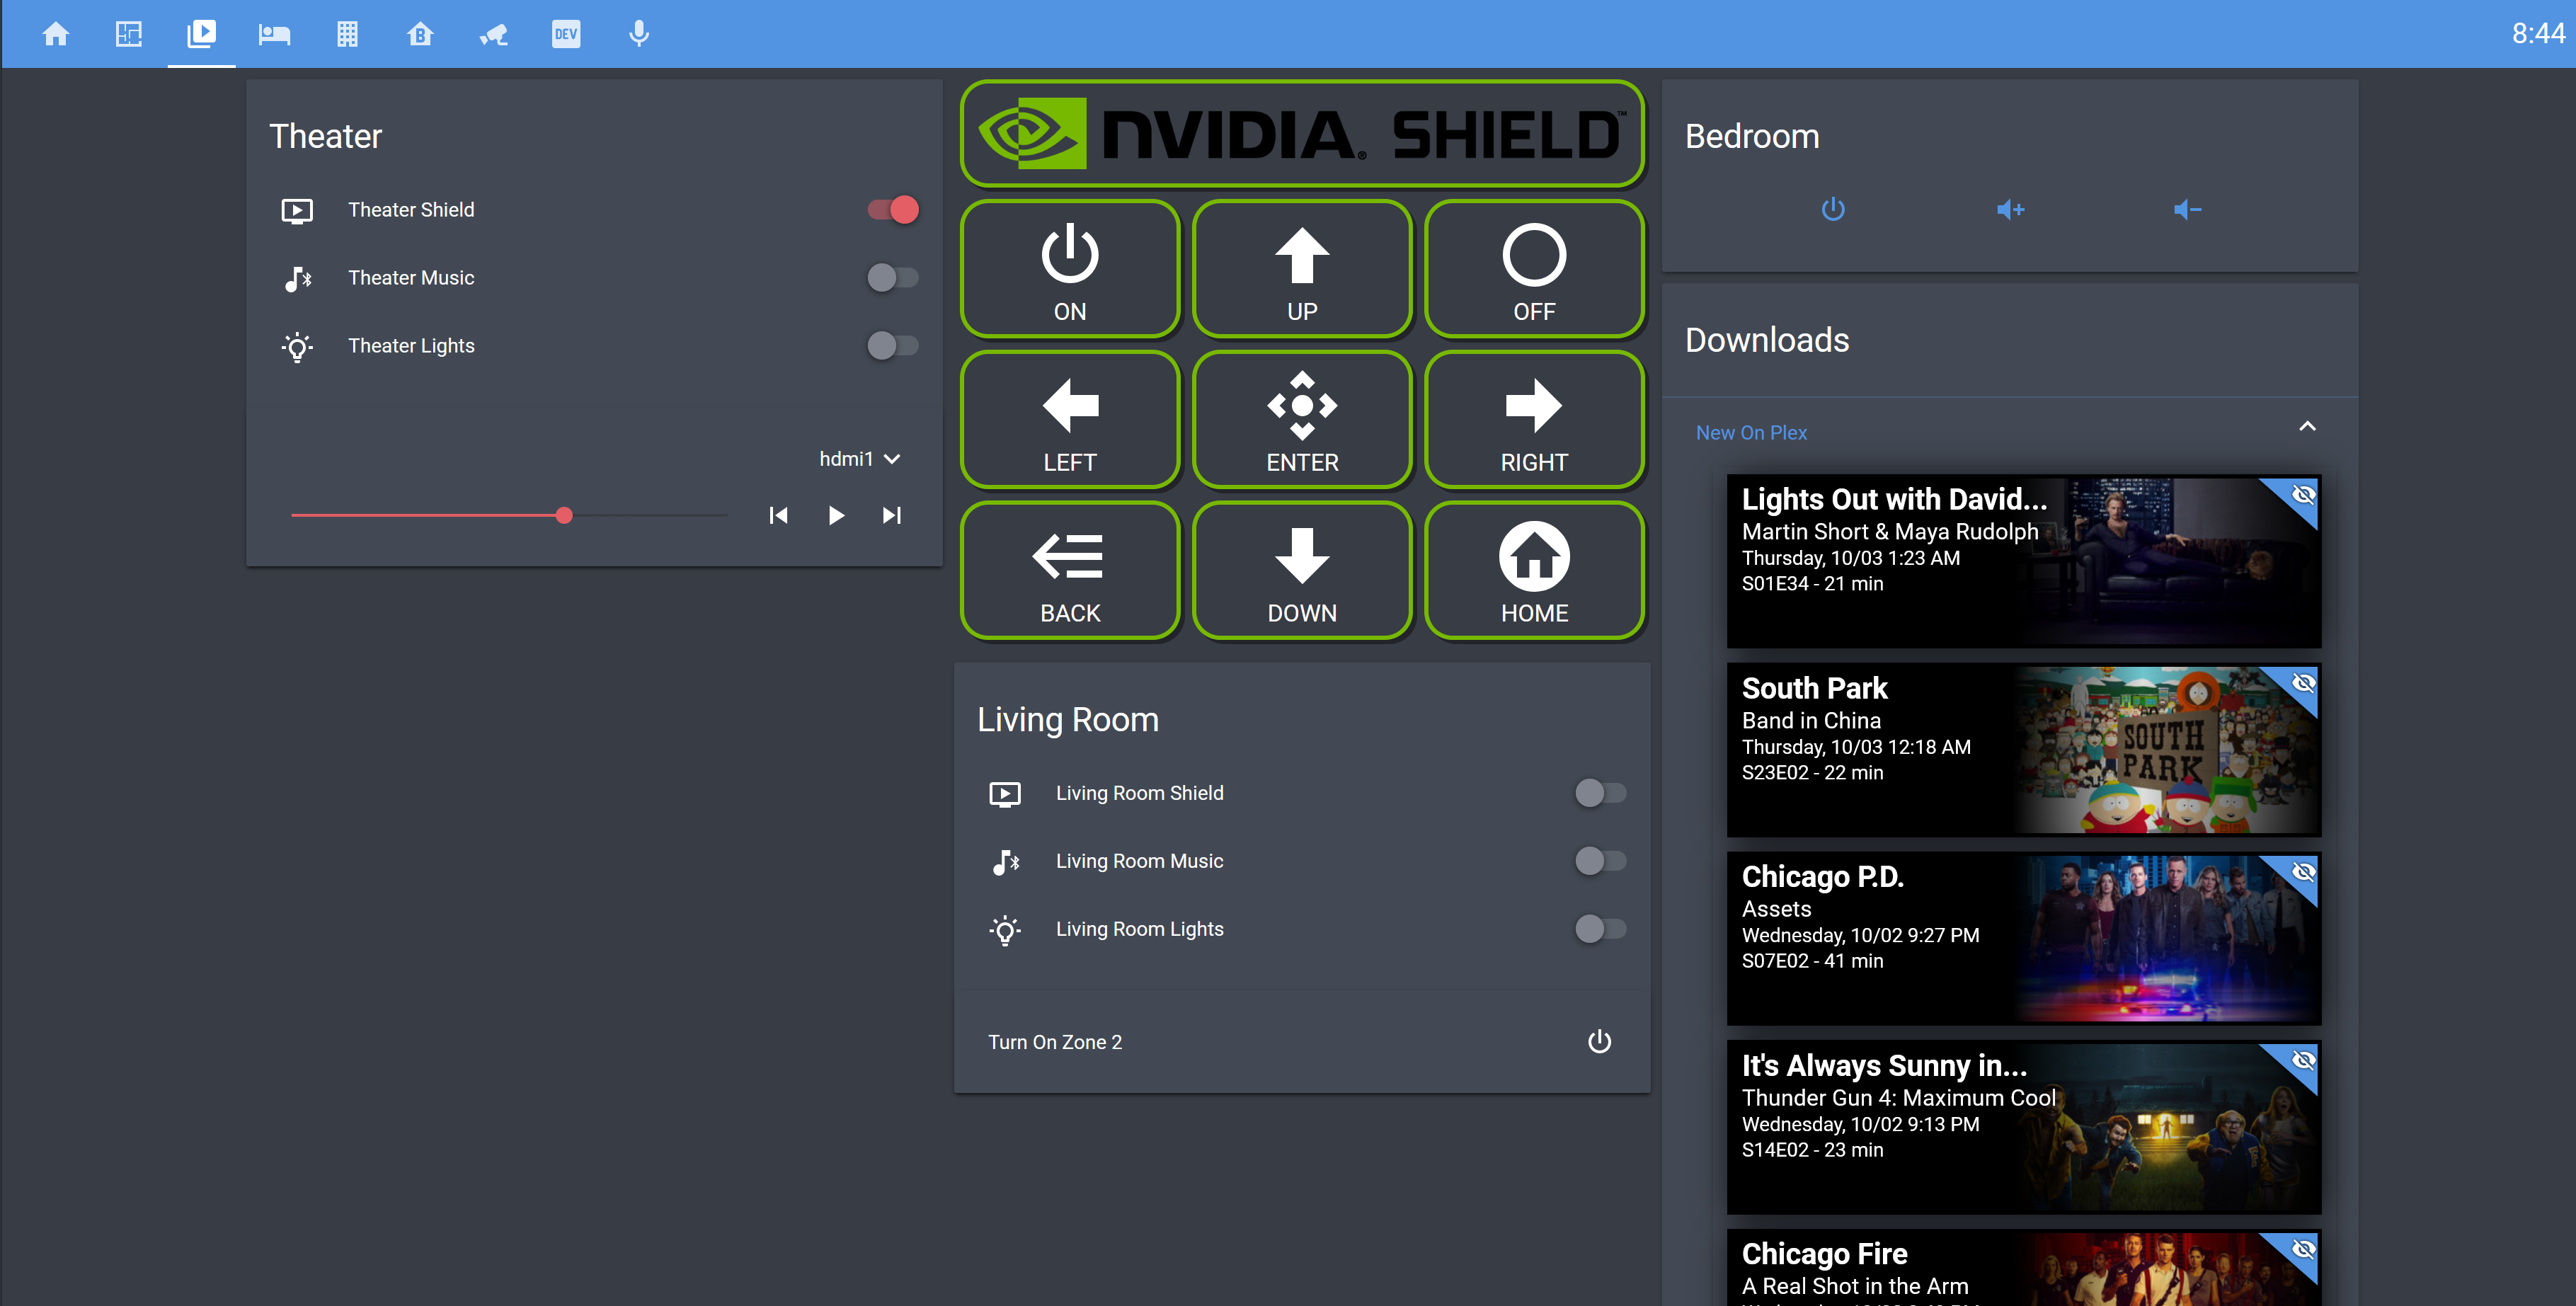 8:44
B
DEV
Theater
Theater Shield
Theater Music
Theater Lights
hdmi1
NVIDIA® SHIELD™
ON
UP
OFF
LEFT
ENTER
RIGHT
BACK
DOWN
HOME
Living Room
Living Room Shield
Living Room Music
Living Room Lights
Turn On Zone 2
Bedroom
Downloads
New On Plex
Lights Out with David...
Martin Short & Maya Rudolph
Thursday, 10/03 1:23 AM
S01E34 - 21 min
South Park
Band in China
Thursday, 10/03 12:18 AM
S23E02 - 22 min
SOUTH
PARK
Chicago P.D.
Assets
Wednesday, 10/02 9:27 PM
S07E02 - 41 min
It's Always Sunny in...
Thunder Gun 4: Maximum Cool
Wednesday, 10/02 9:13 PM
S14E02 - 23 min
Chicago Fire
A Real Shot in the Arm